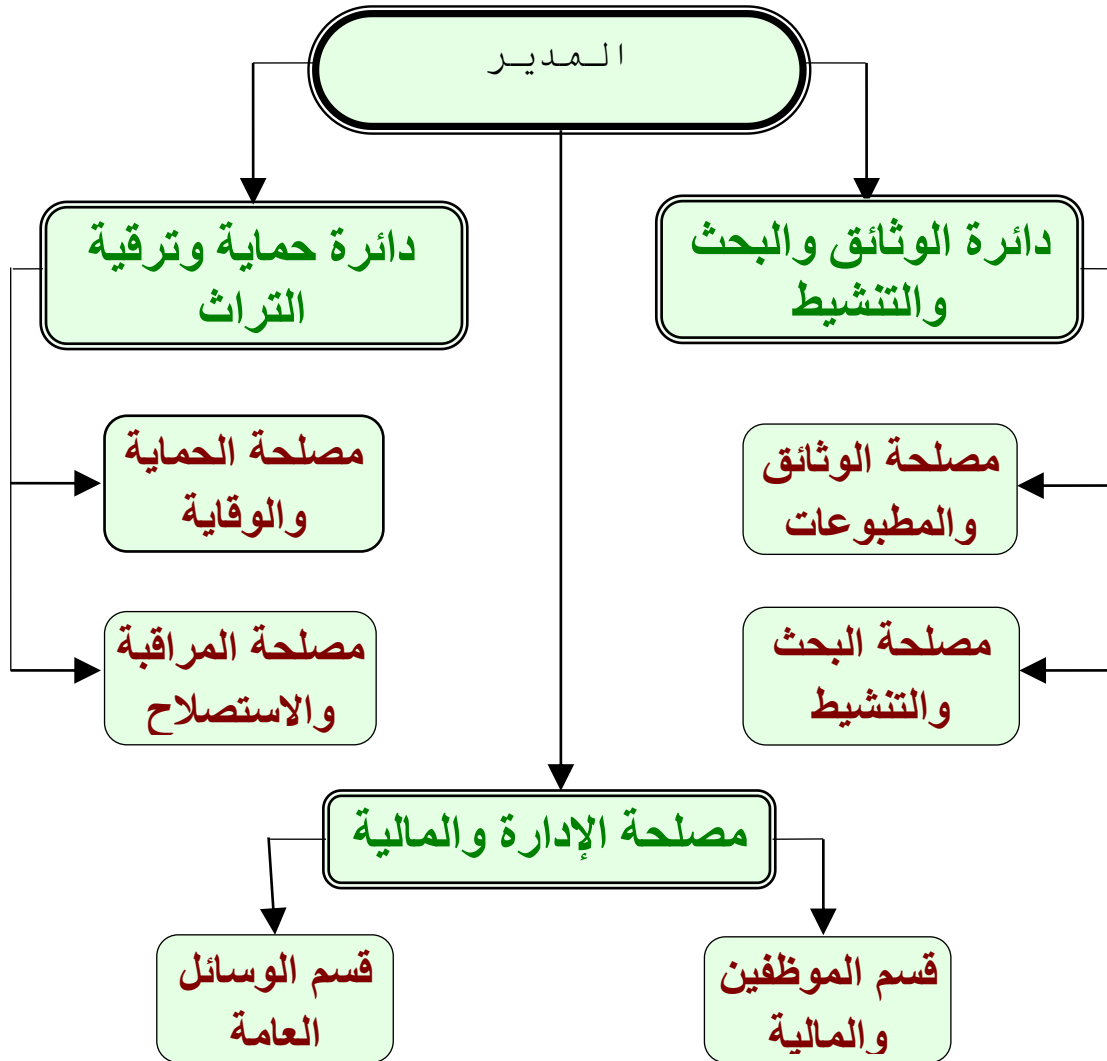 الـمديـر
دائرة الوثائق والبحث
والتنشيط
دائرة حماية وترقية
التراث
مصلحة الوثائق
والمطبوعات
مصلحة الحماية
والوقاية
مصلحة البحث
والتنشيط
مصلحة المراقبة
والاستصلاح
مصلحة الإدارة والمالية
قسم الموظفين
والمالية
قسم الوسائل
العامة